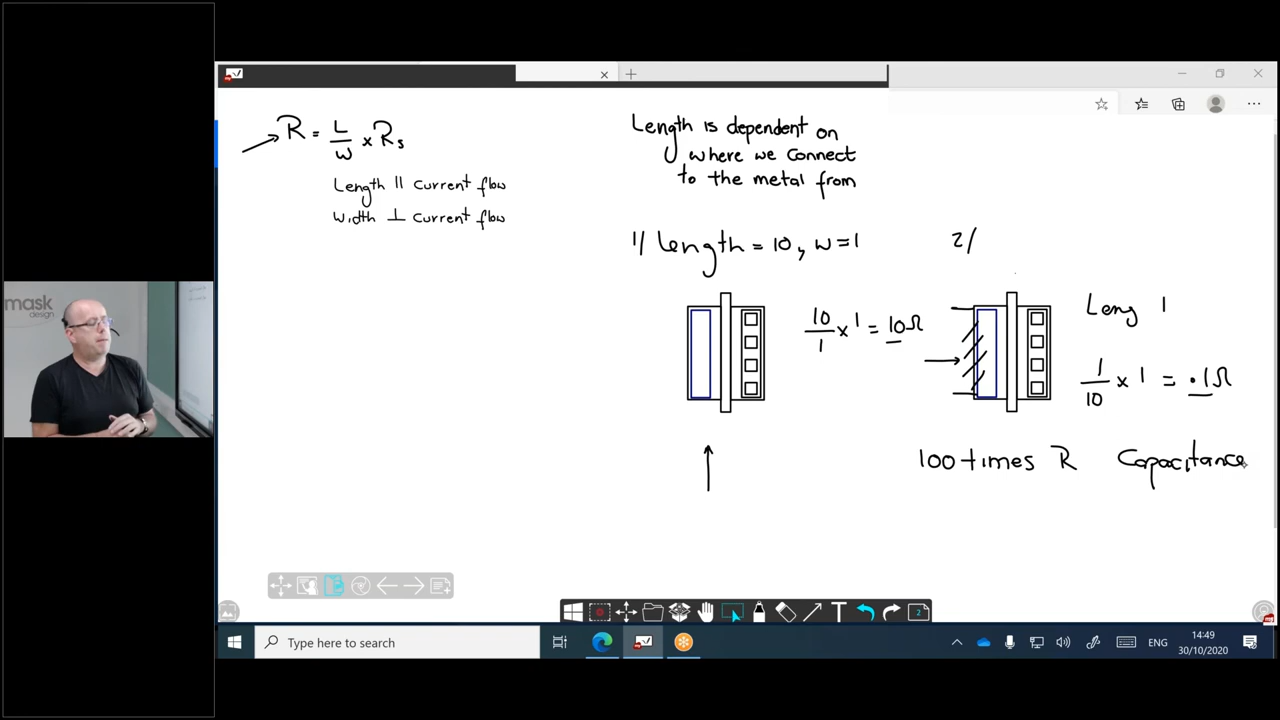 R = L/W x Rs
Length || Current flow
Width ⊥ Current flow
Length is dependent on
where we connect
to the metal from
1/ Length = 10, w = 1
2/
10/1 x 1 = 10Ω
Leng 1
1/10 x 1 = .1Ω
100 times R Capacitance
mask
design
T
2
Type here to search
ENG
14:49
30/10/2020